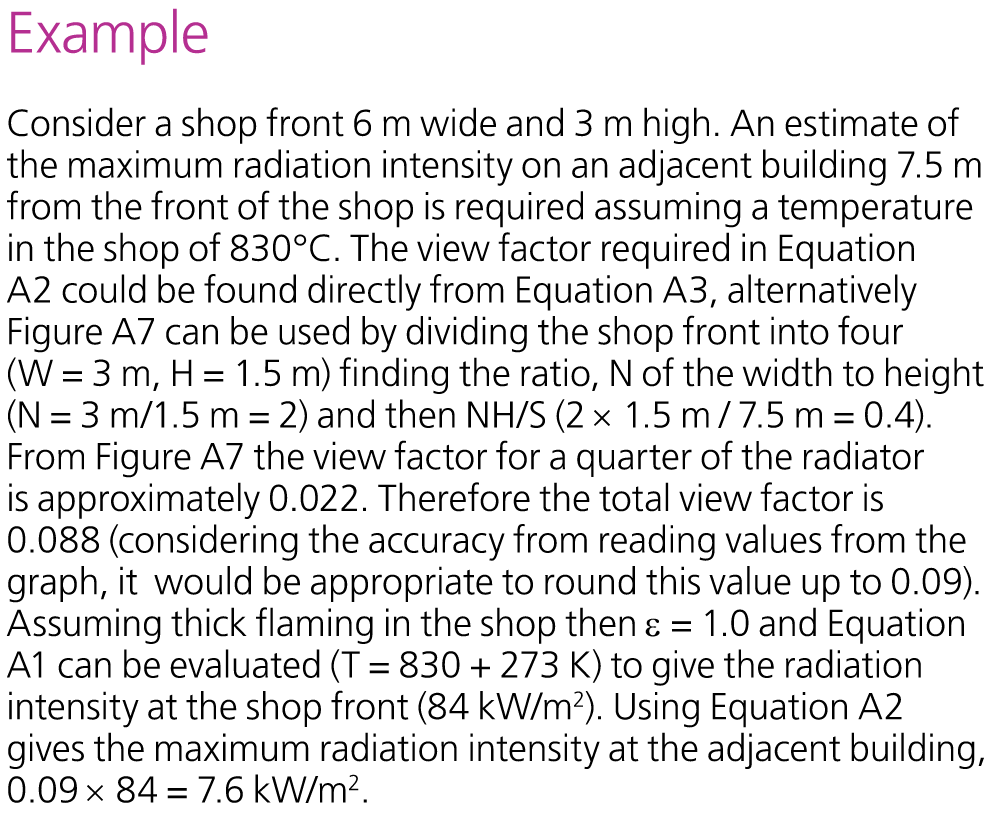 Example
Consider a shop front 6 m wide and 3 m high. An estimate of
the maximum radiation intensity on an adjacent building 7.5 m
from the front of the shop is required assuming a temperature
in the shop of 830°C. The view factor required in Equation
A2 could be found directly from Equation A3, alternatively
Figure A7 can be used by dividing the shop front into four
(W = 3 m, H = 1.5 m) finding the ratio, N of the width to height
(N = 3 m/1.5 m = 2) and then NH/S (2 × 1.5 m / 7.5 m = 0.4).
From Figure A7 the view factor for a quarter of the radiator
is approximately 0.022. Therefore the total view factor is
0.088 (considering the accuracy from reading values from the
graph, it would be appropriate to round this value up to 0.09).
Assuming thick flaming in the shop then ε = 1.0 and Equation
A1 can be evaluated (T = 830 + 273 K) to give the radiation
intensity at the shop front (84 kW/m²). Using Equation A2
gives the maximum radiation intensity at the adjacent building,
0.09 × 84 = 7.6 kW/m².